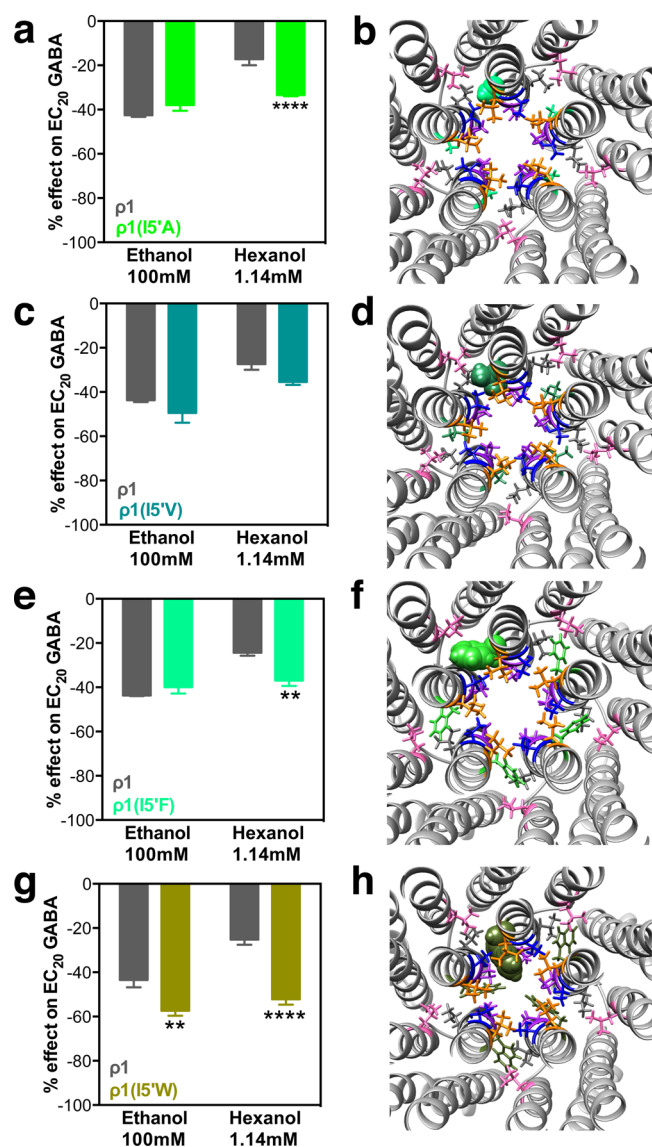 a
b
% effect on EC20 GABA
0
-20
-40
-60
-80
-100
****
ρ1
ρ1(I5'A)
Ethanol Hexanol
100mM 1.14mM
c
d
% effect on EC20 GABA
0
-20
-40
-60
-80
-100
ρ1
ρ1(I5'V)
Ethanol Hexanol
100mM 1.14mM
e
f
% effect on EC20 GABA
0
-20
-40
-60
-80
-100
**
ρ1
ρ1(I5'F)
Ethanol Hexanol
100mM 1.14mM
g
h
% effect on EC20 GABA
0
-20
-40
-60
-80
-100
**
****
ρ1
ρ1(I5'W)
Ethanol Hexanol
100mM 1.14mM